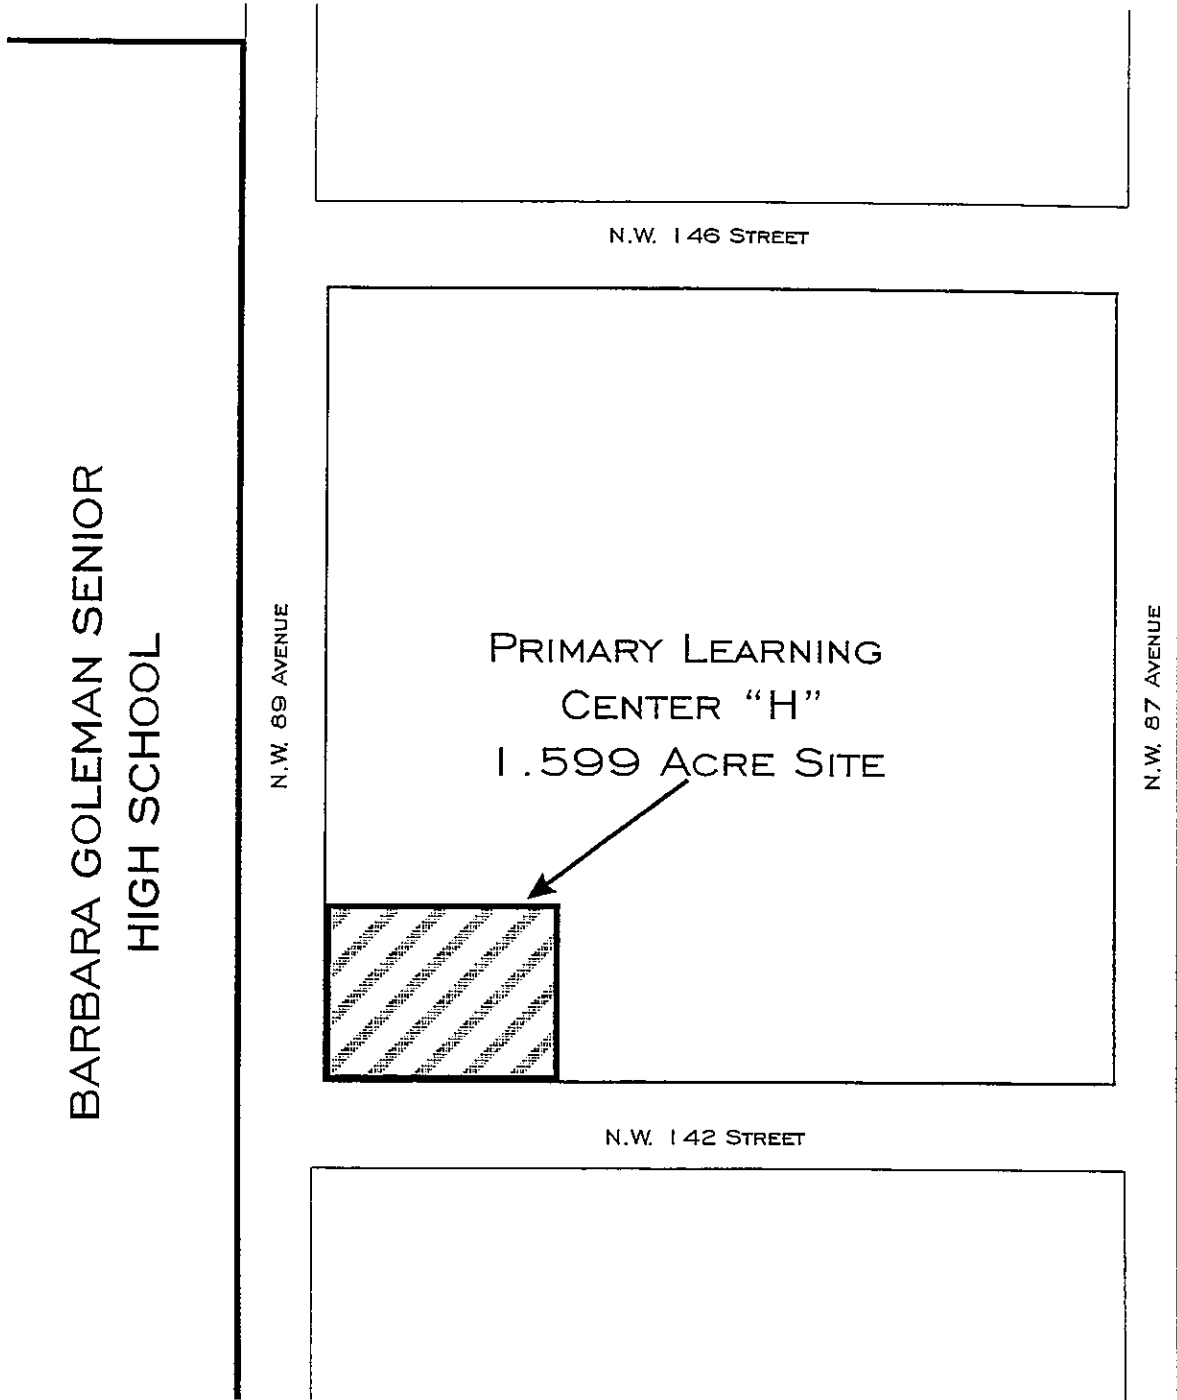 N.W. 146 STREET
BARBARA GOLEMAN SENIOR
HIGH SCHOOL
N.W. 89 AVENUE
PRIMARY LEARNING
CENTER “H”
1.599 ACRE SITE
N.W. 87 AVENUE
N.W. 142 STREET